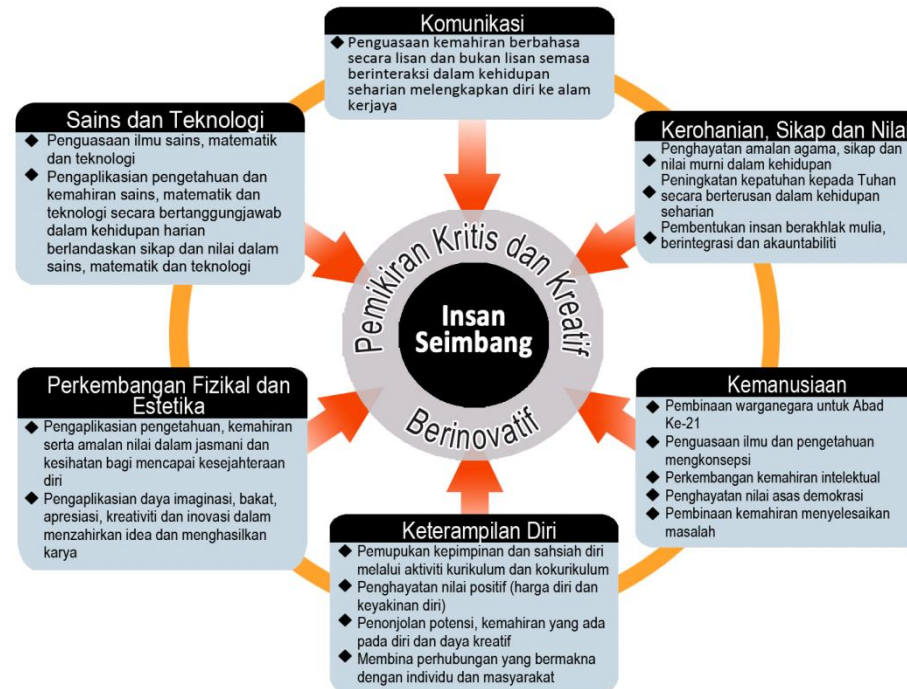 Komunikasi
◆ Penguasaan kemahiran berbahasa
secara lisan dan bukan lisan semasa
berinteraksi dalam kehidupan
seharian melengkapkan diri ke alam
kerjaya
Sains dan Teknologi
◆ Penguasaan ilmu sains, matematik
dan teknologi
◆ Pengaplikasian pengetahuan dan
kemahiran sains, matematik dan
teknologi secara bertanggungjawab
dalam kehidupan harian
berlandaskan sikap dan nilai dalam
sains, matematik dan teknologi
Kerohanian, Sikap dan Nilai
◆ Penghayatan amalan agama, sikap dan
nilai murni dalam kehidupan
◆ Peningkatan kepatuhan kepada Tuhan
secara berterusan dalam kehidupan
seharian
◆ Pembentukan insan berakhlak mulia,
berintegrasi dan akauntabiliti
Pemikiran Kritis dan Kreatif
Insan
Seimbang
Berinovatif
Perkembangan Fizikal dan
Estetika
◆ Pengaplikasian pengetahuan, kemahiran
serta amalan nilai dalam jasmani dan
kesihatan bagi mencapai kesejahteraan
diri
◆ Pengaplikasian daya imaginasi, bakat,
apresiasi, kreativiti dan inovasi dalam
menzahirkan idea dan menghasilkan
karya
Kemanusiaan
◆ Pembinaan warganegara untuk Abad
Ke-21
◆ Penguasaan ilmu dan pengetahuan
mengkonsepsi
◆ Perkembangan kemahiran intelektual
◆ Penghayatan nilai asas demokrasi
◆ Pembinaan kemahiran menyelesaikan
masalah
Keterampilan Diri
◆ Pemupukan kepimpinan dan sahsiah diri
melalui aktiviti kurikulum dan kokurikulum
◆ Penghayatan nilai positif (harga diri dan
keyakinan diri)
◆ Penonjolan potensi, kemahiran yang ada
pada diri dan daya kreatif
◆ Membina perhubungan yang bermakna
dengan individu dan masyarakat